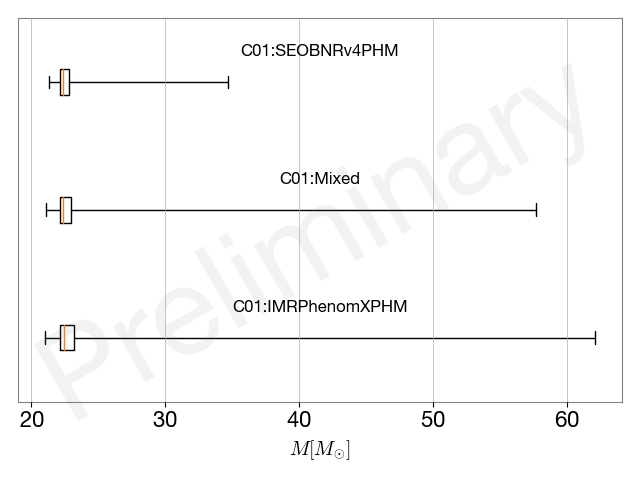 C01:SEOBNRv4PHM
C01:Mixed
C01:IMRPhenomXPHM
Preliminary
20 30 40 50 60
M[M⊙]